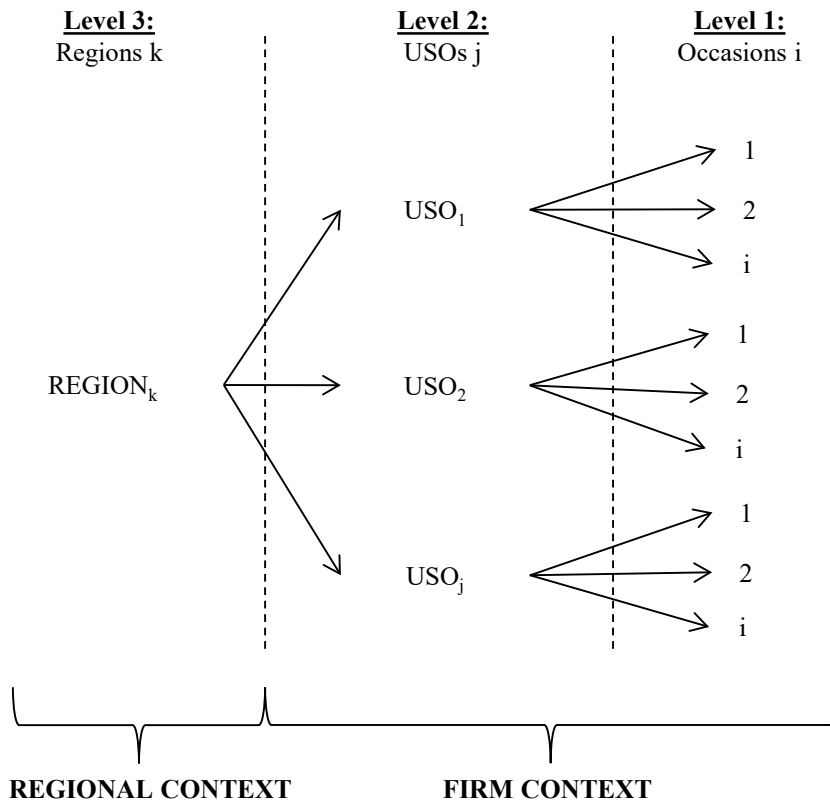 Level 3:
Regions k
Level 2:
USOs j
Level 1:
Occasions i
REGIONk
USO1
1
2
i
USO2
1
2
i
USOj
1
2
i
REGIONAL CONTEXT
FIRM CONTEXT